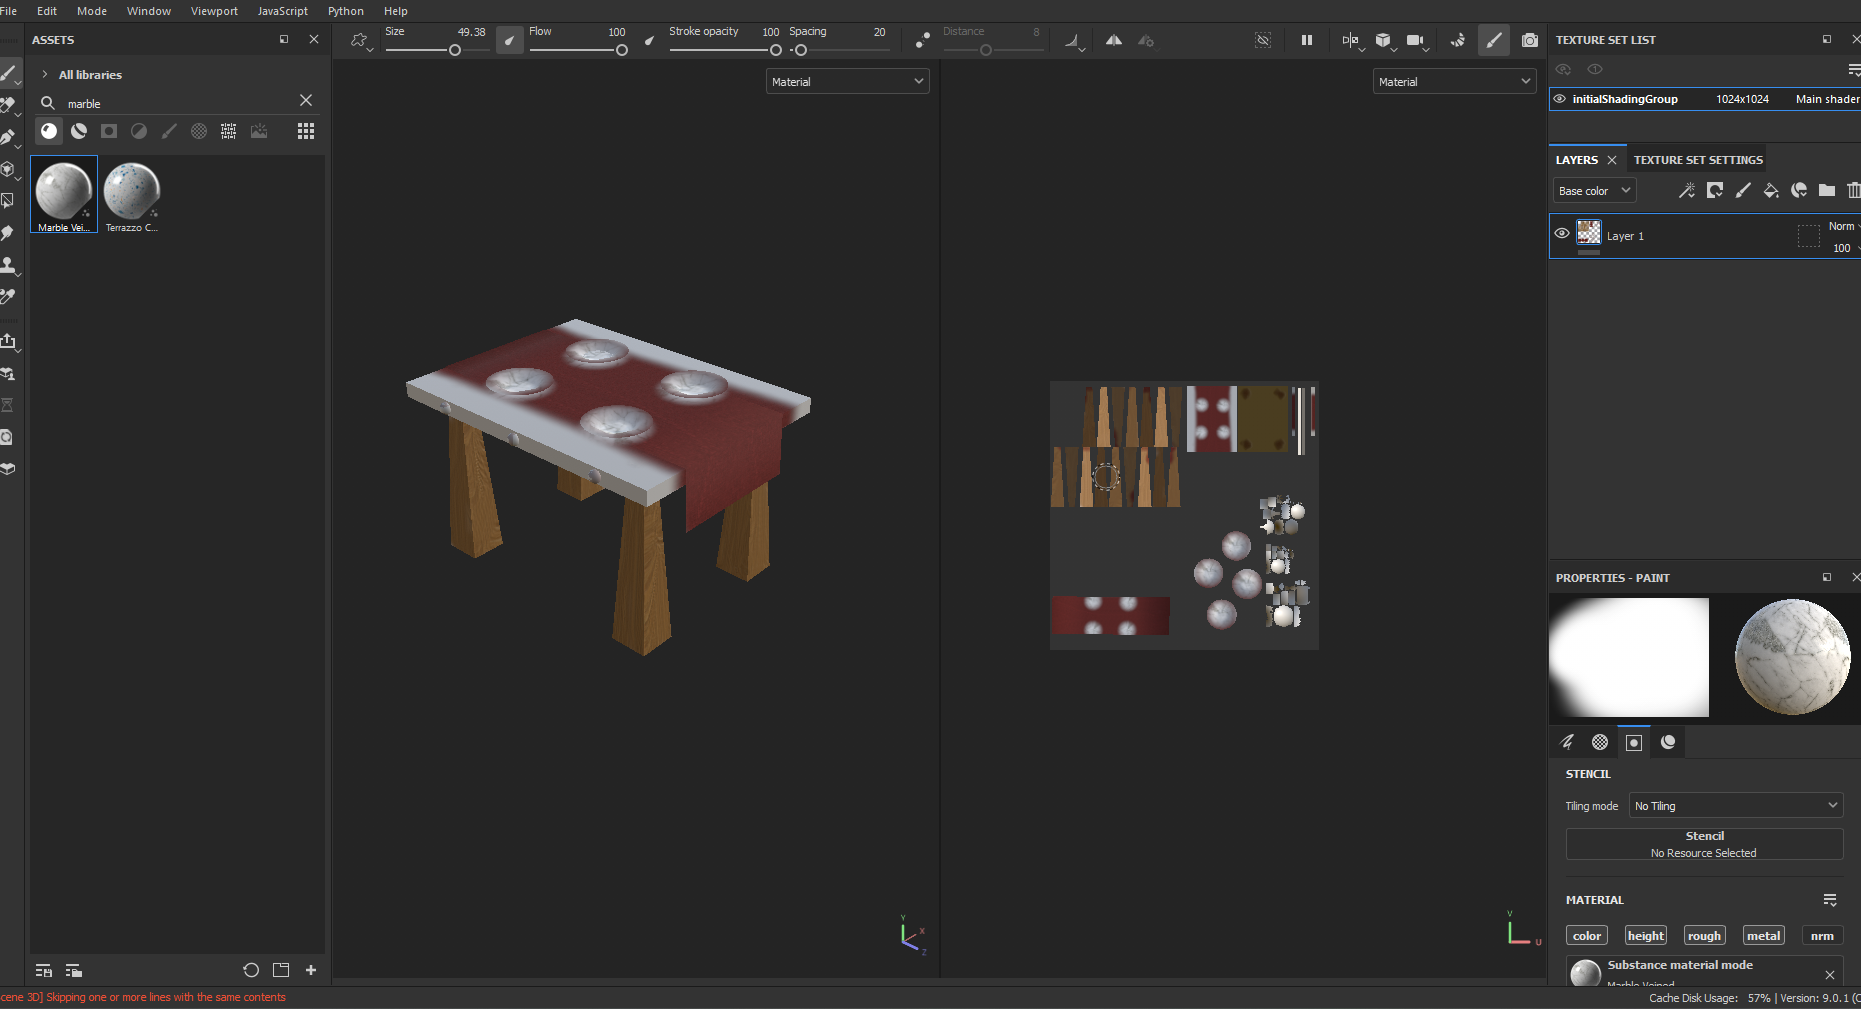 File Edit Mode Window Viewport JavaScript Python Help
ASSETS
All libraries
marble
Marble Vei...
Terrazzo C...
Size 49.38
Flow 100
Stroke opacity 100
Spacing 20
Distance 8
Material
Material
Y
X
Z
V
U
TEXTURE SET LIST
initialShadingGroup 1024x1024 Main shader
LAYERS TEXTURE SET SETTINGS
Base color
Layer 1
Norm
100
PROPERTIES - PAINT
STENCIL
Tiling mode No Tiling
Stencil
No Resource Selected
MATERIAL
color height rough metal nrm
Substance material mode
Marble Veined
cene 3D] Skipping one or more lines with the same contents
Cache Disk Usage: 57% | Version: 9.0.1 (C